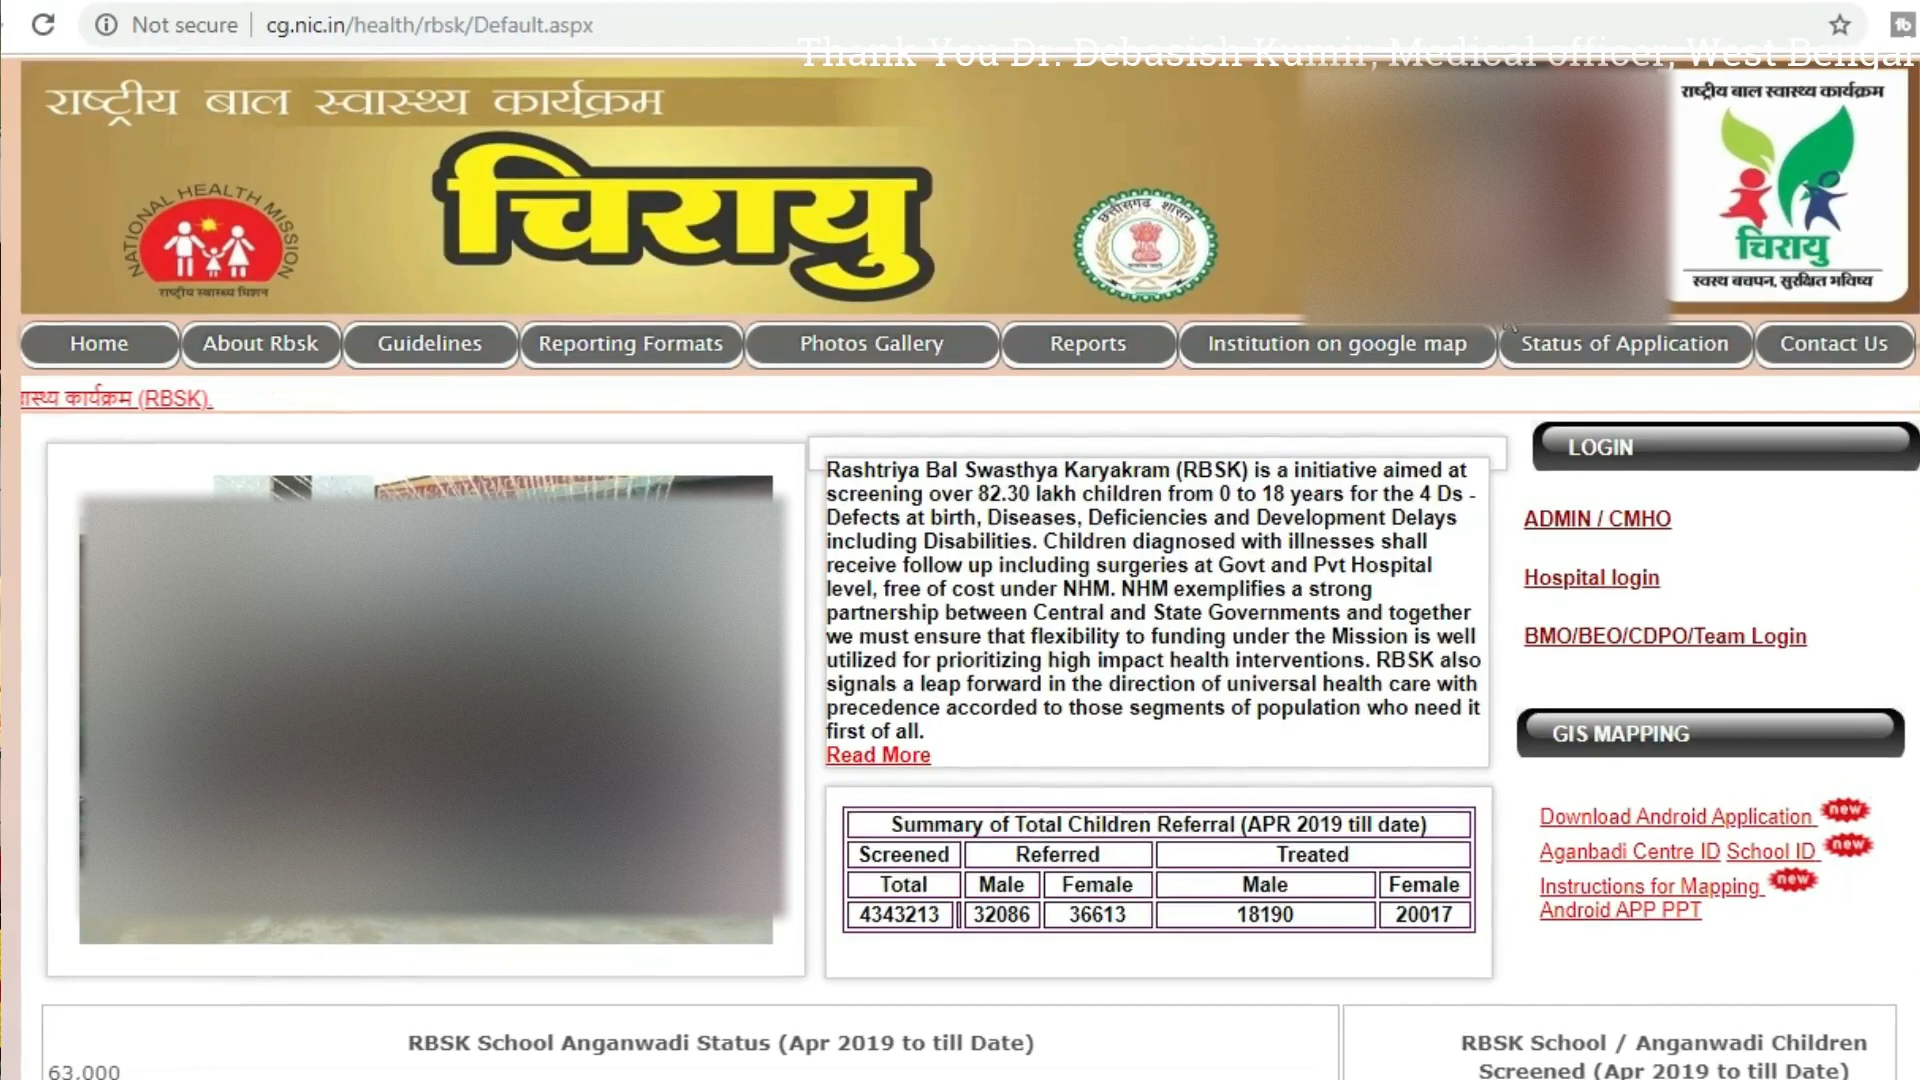 Not secure
cg.nic.in/health/rbsk/Default.aspx
Thank You Dr. Debasish Kumir, Medical officer, West Bengal
राष्ट्रीय बाल स्वास्थ्य कार्यक्रम
चिरायु
NATIONAL HEALTH MISSION
राष्ट्रीय स्वास्थ्य मिशन
छत्तीसगढ़ शासन
राष्ट्रीय बाल स्वास्थ्य कार्यक्रम
चिरायु
स्वस्थ बचपन, सुरक्षित भविष्य
Home
About Rbsk
Guidelines
Reporting Formats
Photos Gallery
Reports
Institution on google map
Status of Application
Contact Us
ास्थ्य कार्यक्रम (RBSK).
Rashtriya Bal Swasthya Karyakram (RBSK) is a initiative aimed at
screening over 82.30 lakh children from 0 to 18 years for the 4 Ds -
Defects at birth, Diseases, Deficiencies and Development Delays
including Disabilities. Children diagnosed with illnesses shall
receive follow up including surgeries at Govt and Pvt Hospital
level, free of cost under NHM. NHM exemplifies a strong
partnership between Central and State Governments and together
we must ensure that flexibility to funding under the Mission is well
utilized for prioritizing high impact health interventions. RBSK also
signals a leap forward in the direction of universal health care with
precedence accorded to those segments of population who need it
first of all.
Read More
Summary of Total Children Referral (APR 2019 till date)
Screened Referred Treated
Total Male Female Male Female
4343213 32086 36613 18190 20017
LOGIN
ADMIN / CMHO
Hospital login
BMO/BEO/CDPO/Team Login
GIS MAPPING
Download Android Application new
Aganbadi Centre ID School ID new
Instructions for Mapping new
Android APP PPT
RBSK School Anganwadi Status (Apr 2019 to till Date)
63,000
RBSK School / Anganwadi Children
Screened (Apr 2019 to till Date)